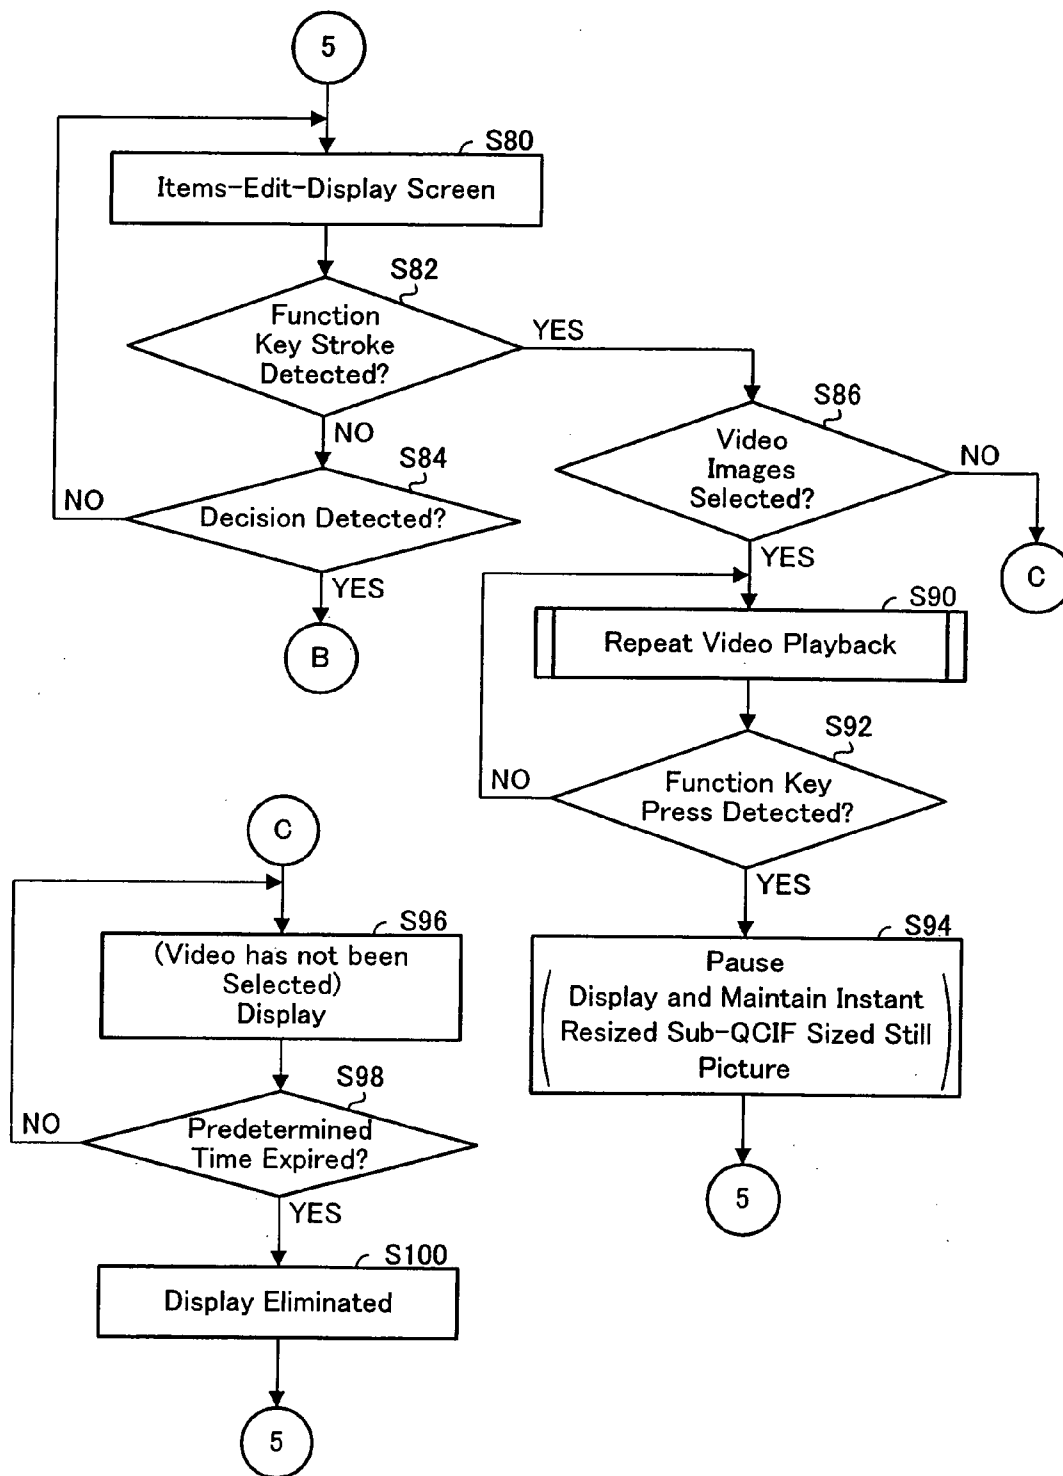 5
S80
Items-Edit-Display Screen
S82
Function
Key Stroke
Detected?
YES
NO
S84
Decision Detected?
NO
YES
B
S86
Video
Images
Selected?
NO
C
YES
S90
Repeat Video Playback
S92
Function Key
Press Detected?
NO
YES
S94
Pause
Display and Maintain Instant
Resized Sub-QCIF Sized Still
Picture
5
C
S96
(Video has not been
Selected)
Display
S98
Predetermined
Time Expired?
NO
YES
S100
Display Eliminated
5